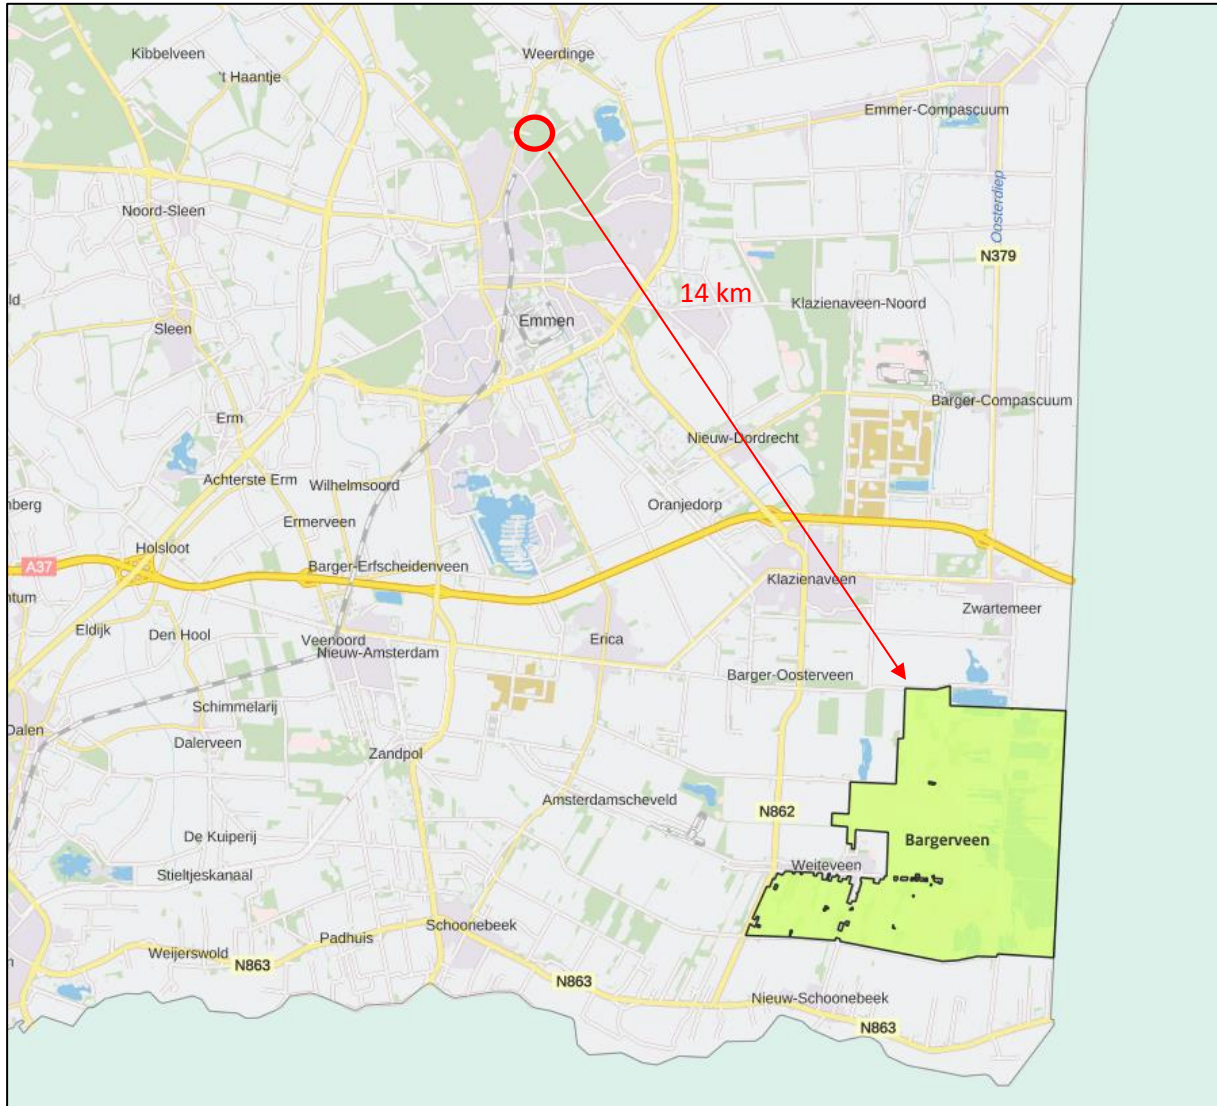 Kibbelveen
Weerdinge
't Haantje
Emmer-Compascuum
Oosterdiep
Noord-Sleen
N379
14 km
Klazienaveen-Noord
ld
Sleen
Emmen
Barger-Compascuum
Erm
Nieuw-Dordrecht
Achterste Erm
Wilhelmsoord
nberg
Oranjedorp
Ermerveen
Holsloot
A37
Barger-Erfscheidenveen
Klazienaveen
ntum
Zwartemeer
Eldijk
Den Hool
Veenoord
Erica
Nieuw-Amsterdam
Barger-Oosterveen
Schimmelarij
Dalen
Dalerveen
Zandpol
Amsterdamscheveld
N862
De Kuiperij
Bargerveen
Weiteveen
Stieltjeskanaal
Schoonebeek
Padhuis
Weijerswold
N863
n
N863
Nieuw-Schoonebeek
N863